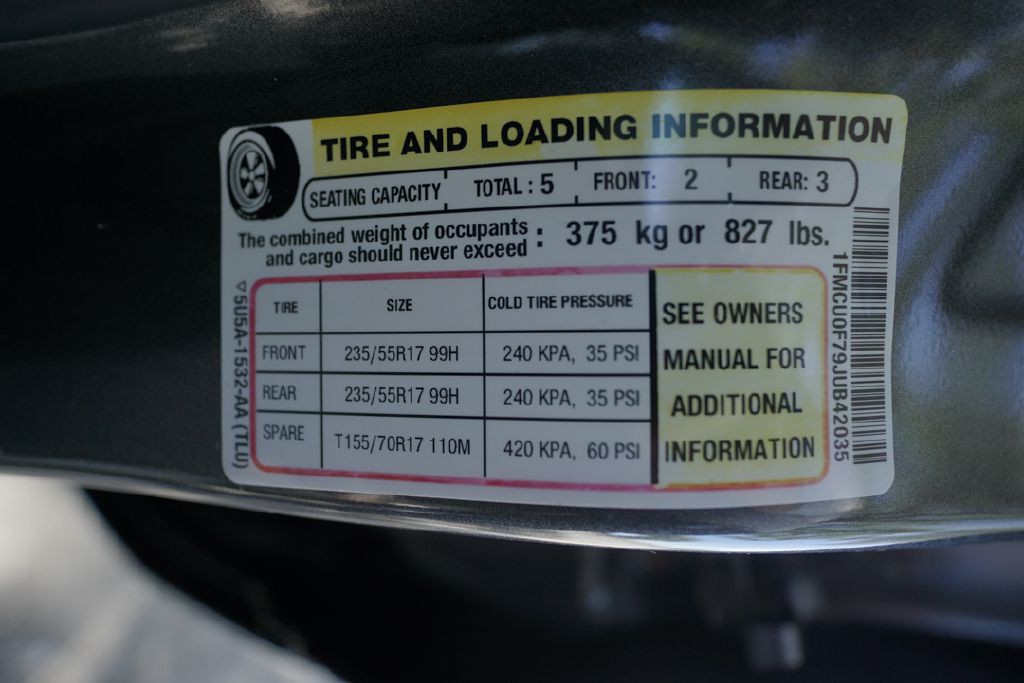 TIRE AND LOADING INFORMATION
SEATING CAPACITY TOTAL : 5 FRONT: 2 REAR: 3
The combined weight of occupants
and cargo should never exceed : 375 kg or 827 lbs.
TIRE SIZE COLD TIRE PRESSURE
FRONT 235/55R17 99H 240 KPA, 35 PSI
REAR 235/55R17 99H 240 KPA, 35 PSI
SPARE T155/70R17 110M 420 KPA, 60 PSI
SEE OWNERS
MANUAL FOR
ADDITIONAL
INFORMATION
5U5A-1532-AA (TLU)
1FMCU0F79JUB42035